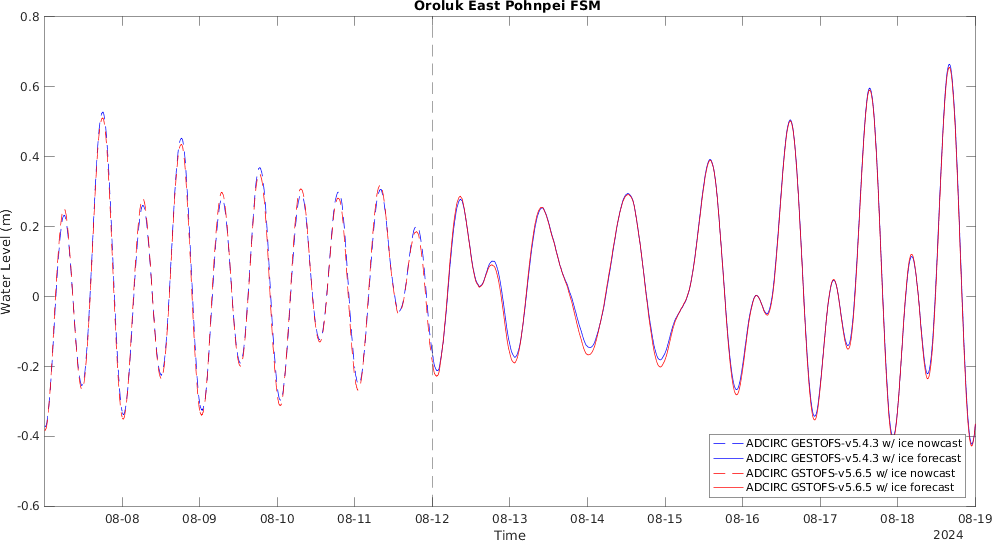 Oroluk East Pohnpei FSM
0.8
0.6
0.4
0.2
0
-0.2
-0.4
-0.6
Water Level (m)
ADCIRC GESTOFS-v5.4.3 w/ ice nowcast
ADCIRC GESTOFS-v5.4.3 w/ ice forecast
ADCIRC GSTOFS-v5.6.5 w/ ice nowcast
ADCIRC GSTOFS-v5.6.5 w/ ice forecast
08-08 08-09 08-10 08-11 08-12 08-13 08-14 08-15 08-16 08-17 08-18 08-19
Time
2024